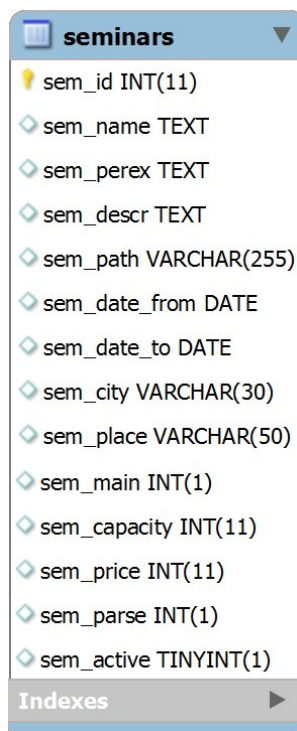 seminars
sem_id INT(11)
sem_name TEXT
sem_perex TEXT
sem_descr TEXT
sem_path VARCHAR(255)
sem_date_from DATE
sem_date_to DATE
sem_city VARCHAR(30)
sem_place VARCHAR(50)
sem_main INT(1)
sem_capacity INT(11)
sem_price INT(11)
sem_parse INT(1)
sem_active TINYINT(1)
Indexes